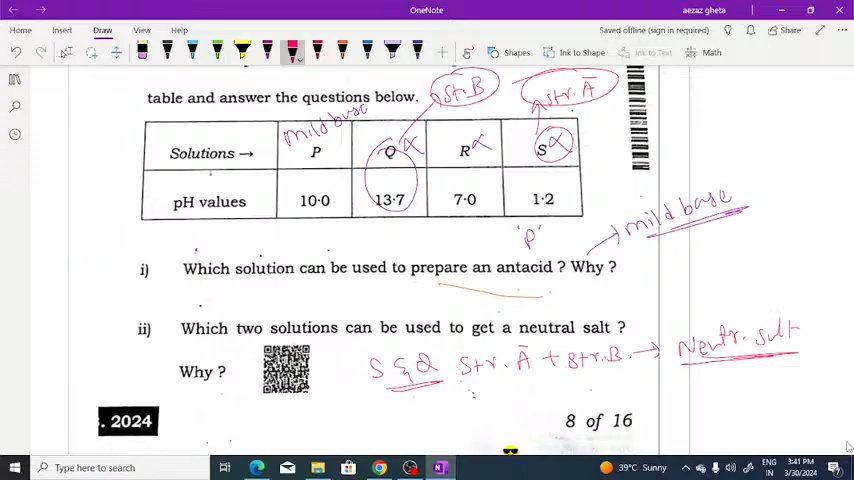 OneNote
aezaz gheta
File Home Insert Draw View Help
Saved offline (sign in required) Share
Shapes Ink to Shape Ink to Text Math
str.B
str. Ā
table and answer the questions below.
mild base
Solutions → P Q R S
pH values 10·0 13·7 7·0 1·2
'P'
mild base
i) Which solution can be used to prepare an antacid ? Why ?
ii) Which two solutions can be used to get a neutral salt ?
Why ?
S & Q Str. Ā + Str. B. → Neutr. salt
. 2024
8 of 16
Type here to search
39°C Sunny
ENG
IN
3:41 PM
3/30/2024